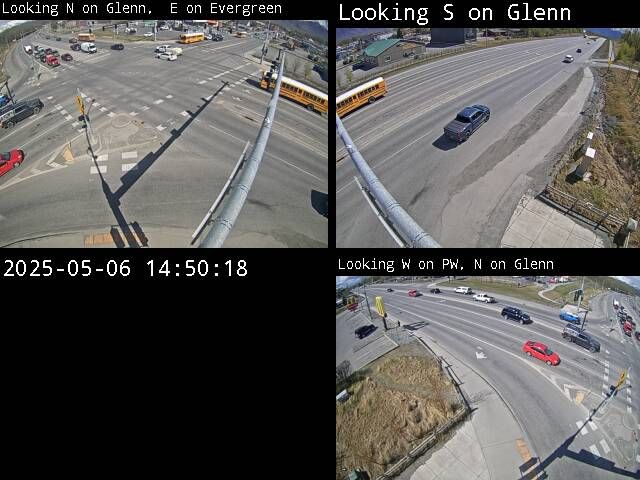 Looking N on Glenn,  E on Evergreen
Looking S on Glenn
2025-05-06 14:50:18
Looking W on PW, N on Glenn